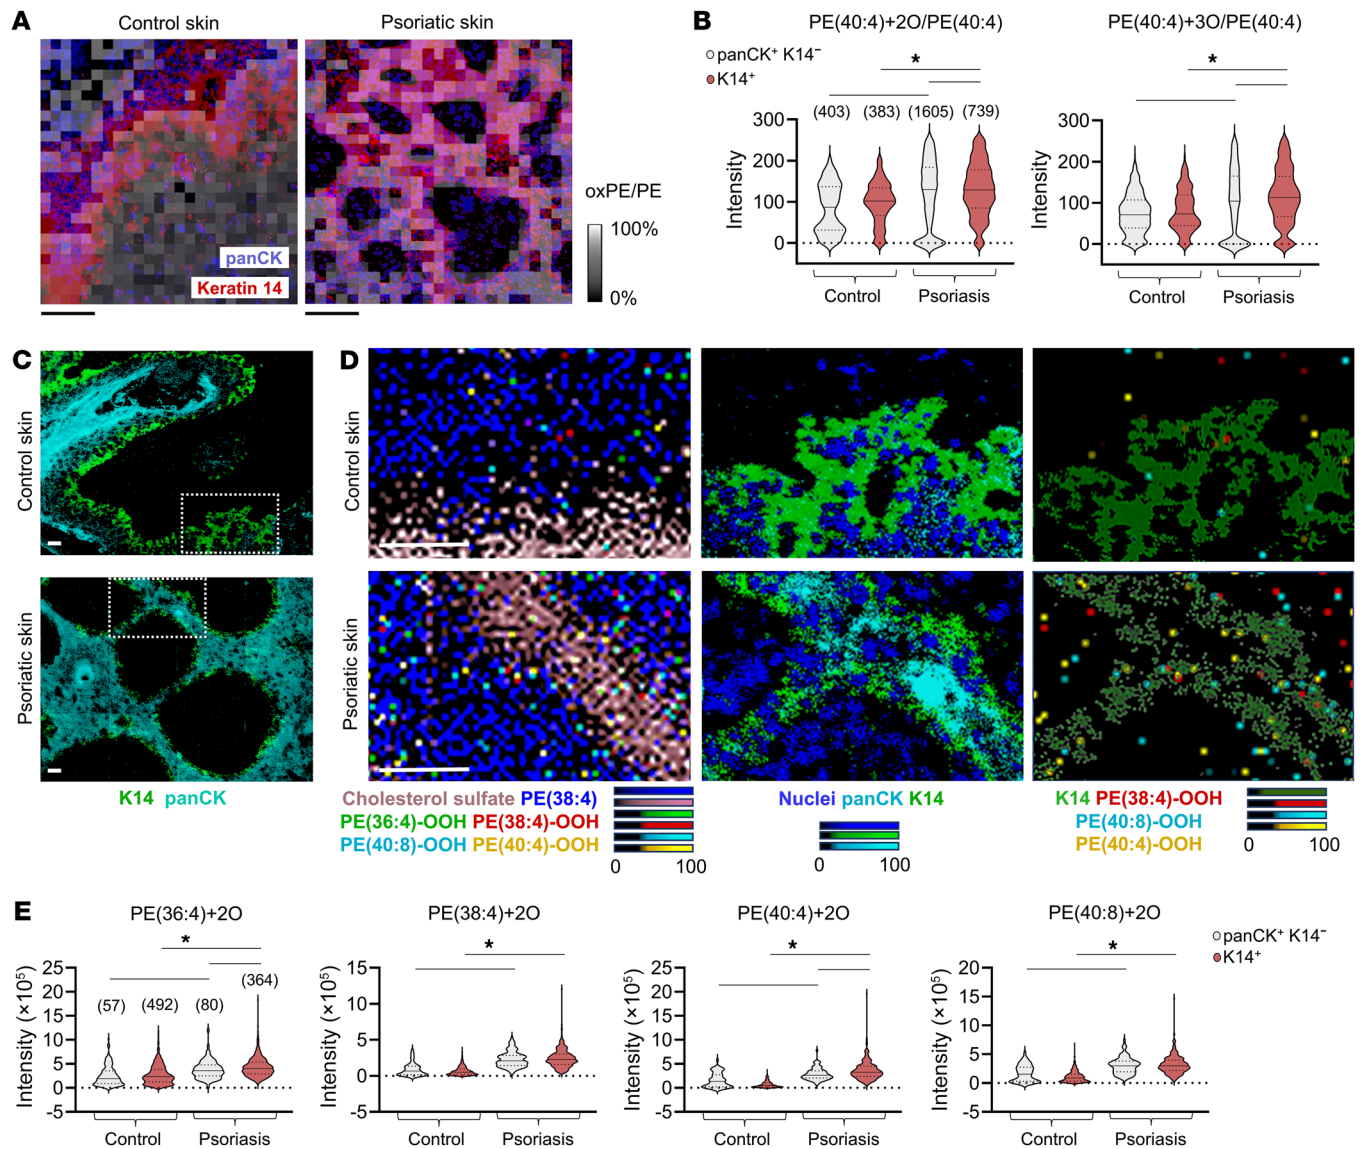 A
Control skin
Psoriatic skin
panCK
Keratin 14
oxPE/PE
100%
0%
B
PE(40:4)+2O/PE(40:4)
PE(40:4)+3O/PE(40:4)
panCK⁺ K14⁻
K14⁺
*
*
(403)
(383)
(1605)
(739)
Intensity
300
200
100
0
Control
Psoriasis
Intensity
300
200
100
0
Control
Psoriasis
C
Control skin
Psoriatic skin
K14 panCK
D
Control skin
Psoriatic skin
Cholesterol sulfate PE(38:4)
PE(36:4)-OOH PE(38:4)-OOH
PE(40:8)-OOH PE(40:4)-OOH
0 100
Nuclei panCK K14
0 100
K14 PE(38:4)-OOH
PE(40:8)-OOH
PE(40:4)-OOH
0 100
E
PE(36:4)+2O
PE(38:4)+2O
PE(40:4)+2O
PE(40:8)+2O
panCK⁺ K14⁻
K14⁺
*
*
*
*
Intensity (×10⁵)
25
20
15
10
5
0
-5
(57)
(492)
(80)
(364)
Control
Psoriasis
Intensity (×10⁵)
15
10
5
0
-5
Control
Psoriasis
Intensity (×10⁵)
25
20
15
10
5
0
-5
Control
Psoriasis
Intensity (×10⁵)
20
15
10
5
0
-5
Control
Psoriasis